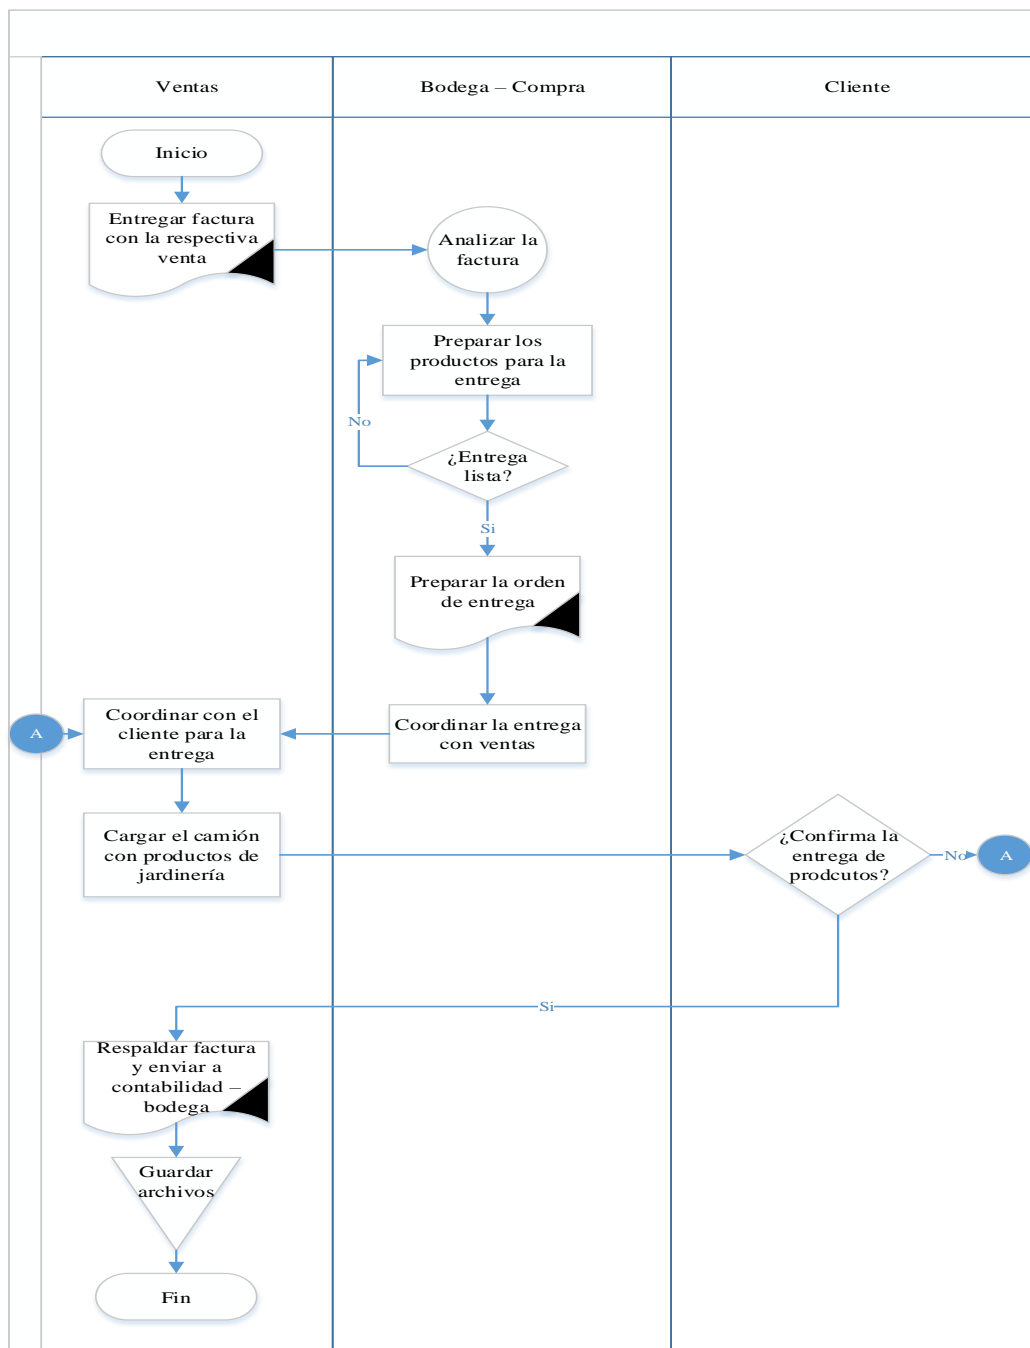 Ventas
Bodega – Compra
Cliente
Inicio
Entregar factura
con la respectiva
venta
Analizar la
factura
Preparar los
productos para la
entrega
No
¿Entrega
lista?
Si
Preparar la orden
de entrega
A
Coordinar con el
cliente para la
entrega
Coordinar la entrega
con ventas
Cargar el camión
con productos de
jardinería
¿Confirma la
entrega de
prodcutos?
No
A
Si
Respaldar factura
y enviar a
contabilidad –
bodega
Guardar
archivos
Fin